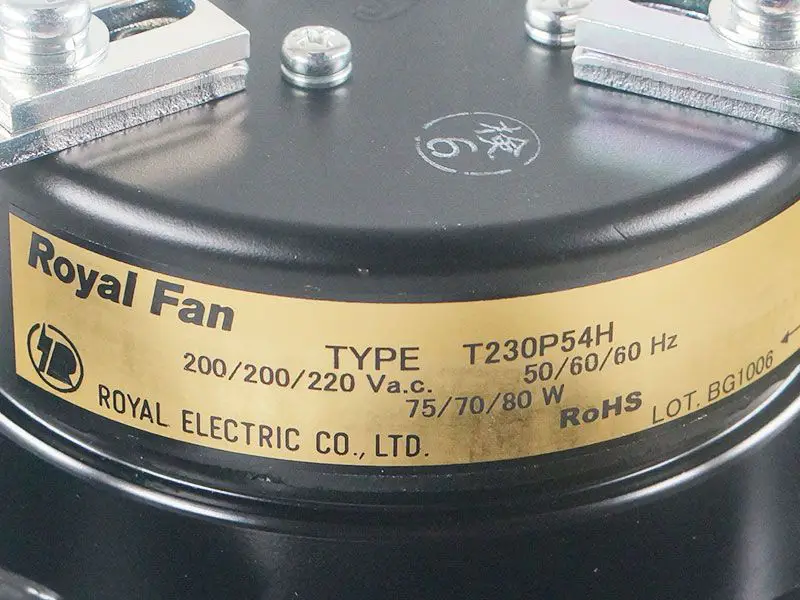 検
6
Royal Fan
TYPE T230P54H
200/200/220 Va.c. 50/60/60 Hz
75/70/80 W
ROYAL ELECTRIC CO., LTD.
RoHS
LOT. BG1006